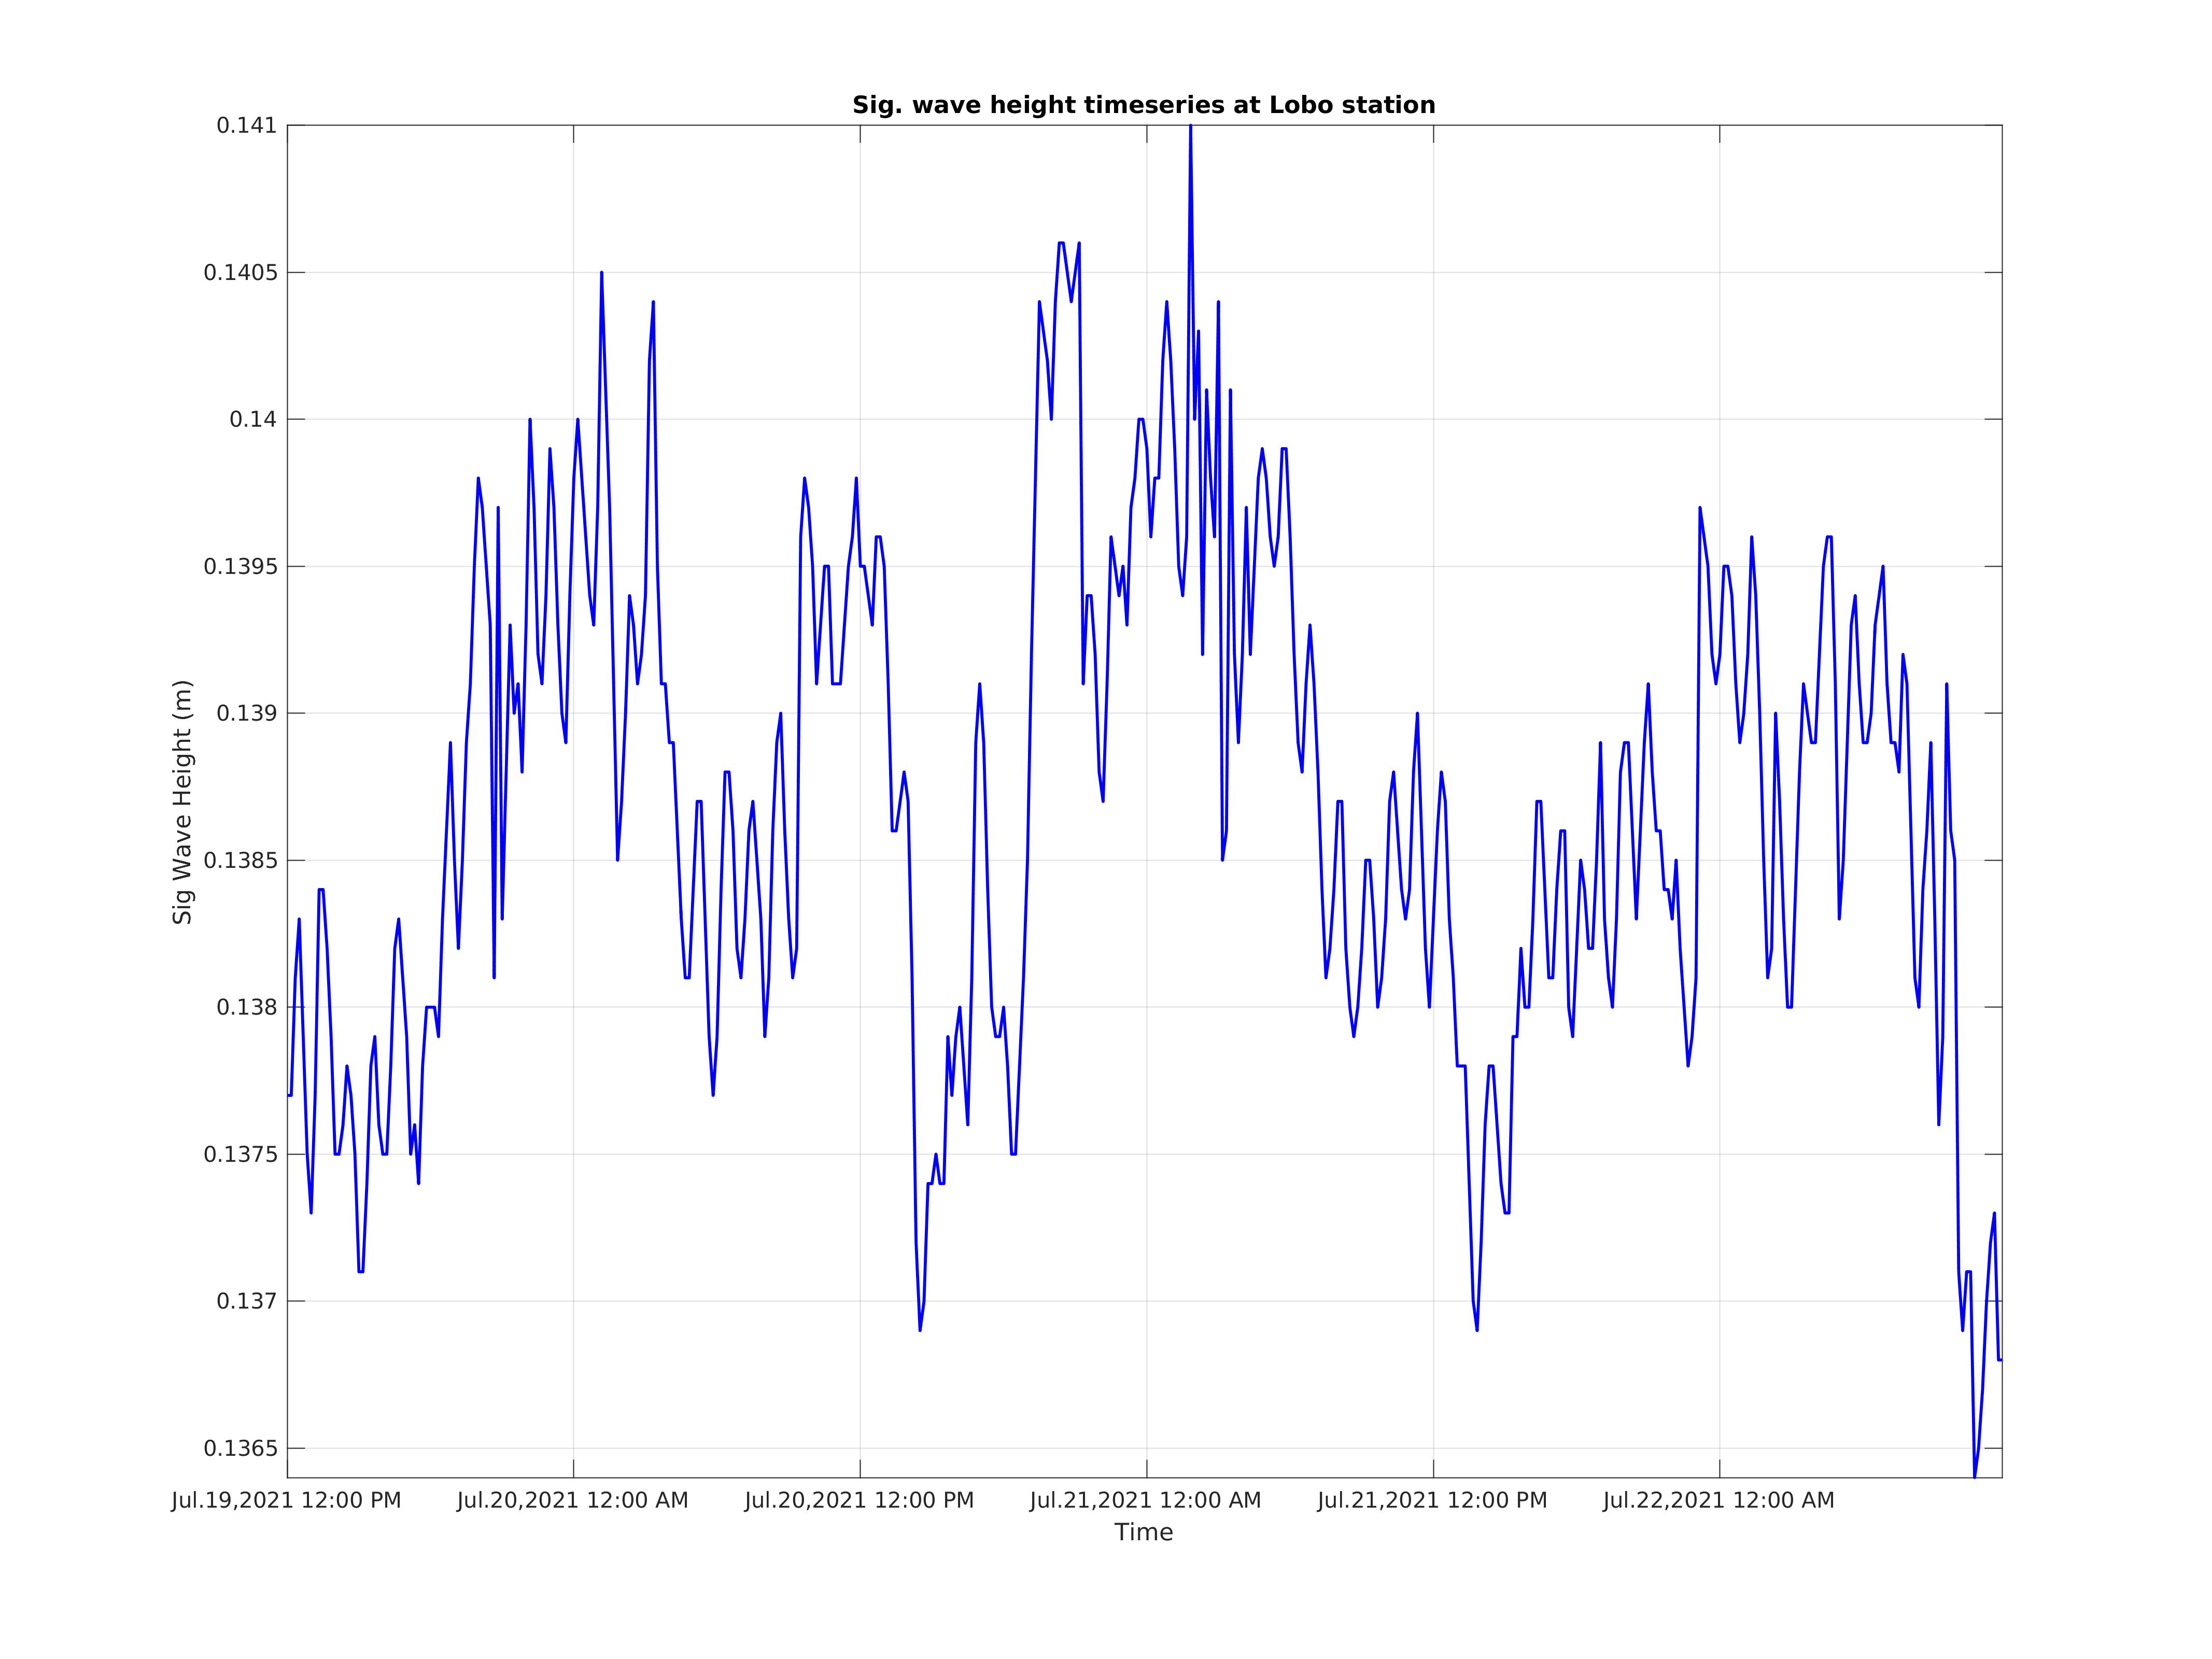 Sig. wave height timeseries at Lobo station
0.141
0.1405
0.14
0.1395
0.139
0.1385
0.138
0.1375
0.137
0.1365
Sig Wave Height (m)
Jul.19,2021 12:00 PM Jul.20,2021 12:00 AM Jul.20,2021 12:00 PM Jul.21,2021 12:00 AM Jul.21,2021 12:00 PM Jul.22,2021 12:00 AM
Time